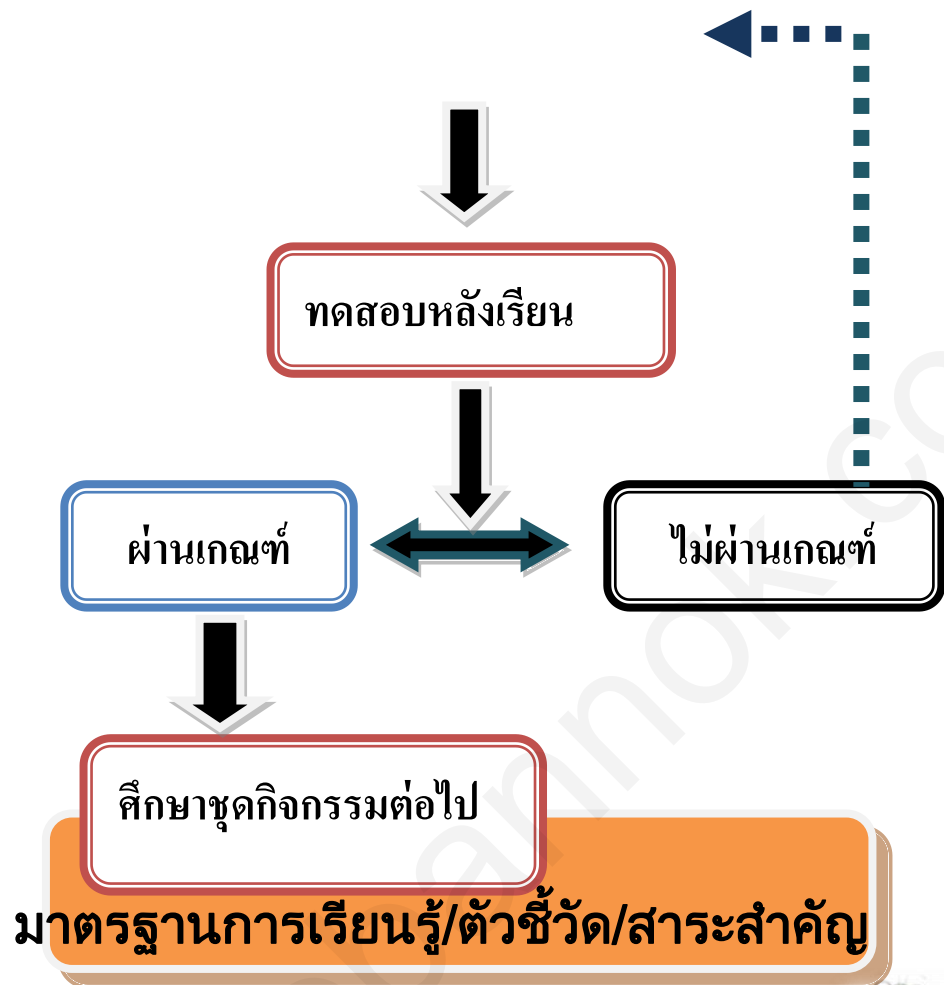 ทดสอบหลังเรียน
ผ่านเกณฑ์
ไม่ผ่านเกณฑ์
ศึกษาชุดกิจกรรมต่อไป
มาตรฐานการเรียนรู้/ตัวชี้วัด/สาระสำคัญ